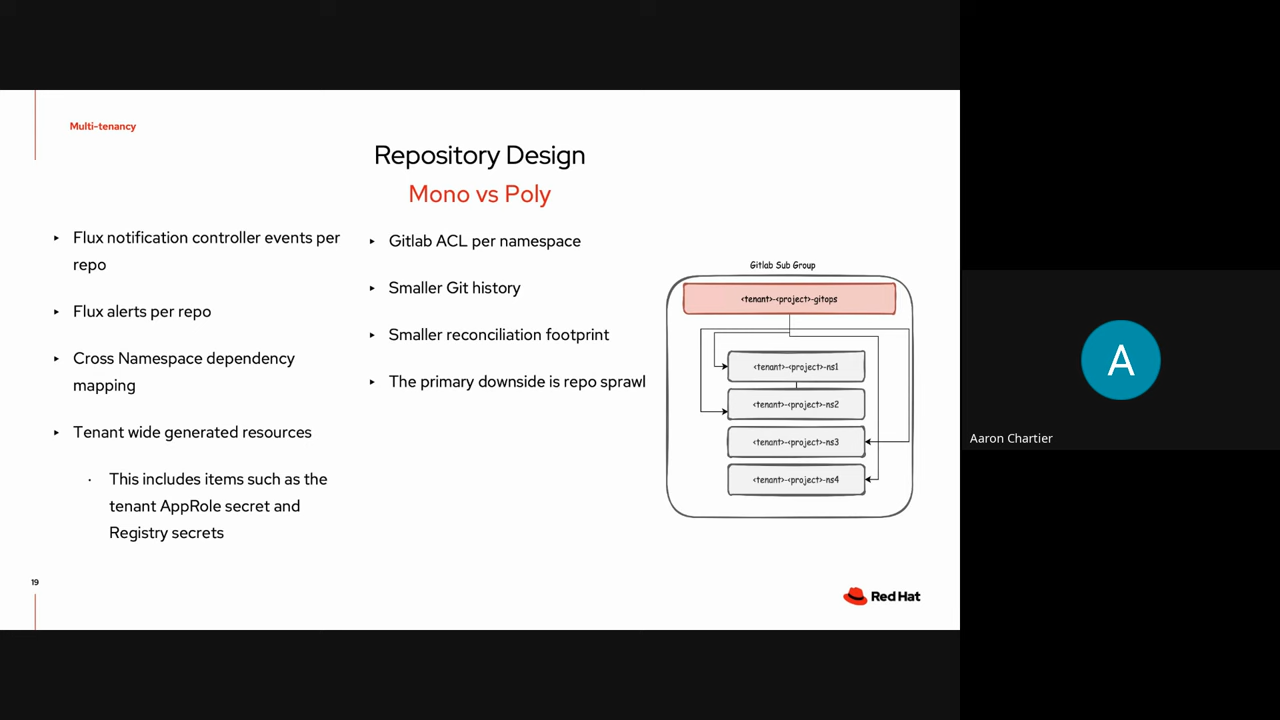 Multi-tenancy
Repository Design
Mono vs Poly
Flux notification controller events per
repo
Flux alerts per repo
Cross Namespace dependency
mapping
Tenant wide generated resources
This includes items such as the
tenant AppRole secret and
Registry secrets
Gitlab ACL per namespace
Smaller Git history
Smaller reconciliation footprint
The primary downside is repo sprawl
Gitlab Sub Group
<tenant>-<project>-gitops
<tenant>-<project>-ns1
<tenant>-<project>-ns2
<tenant>-<project>-ns3
<tenant>-<project>-ns4
19
Red Hat
A
Aaron Chartier